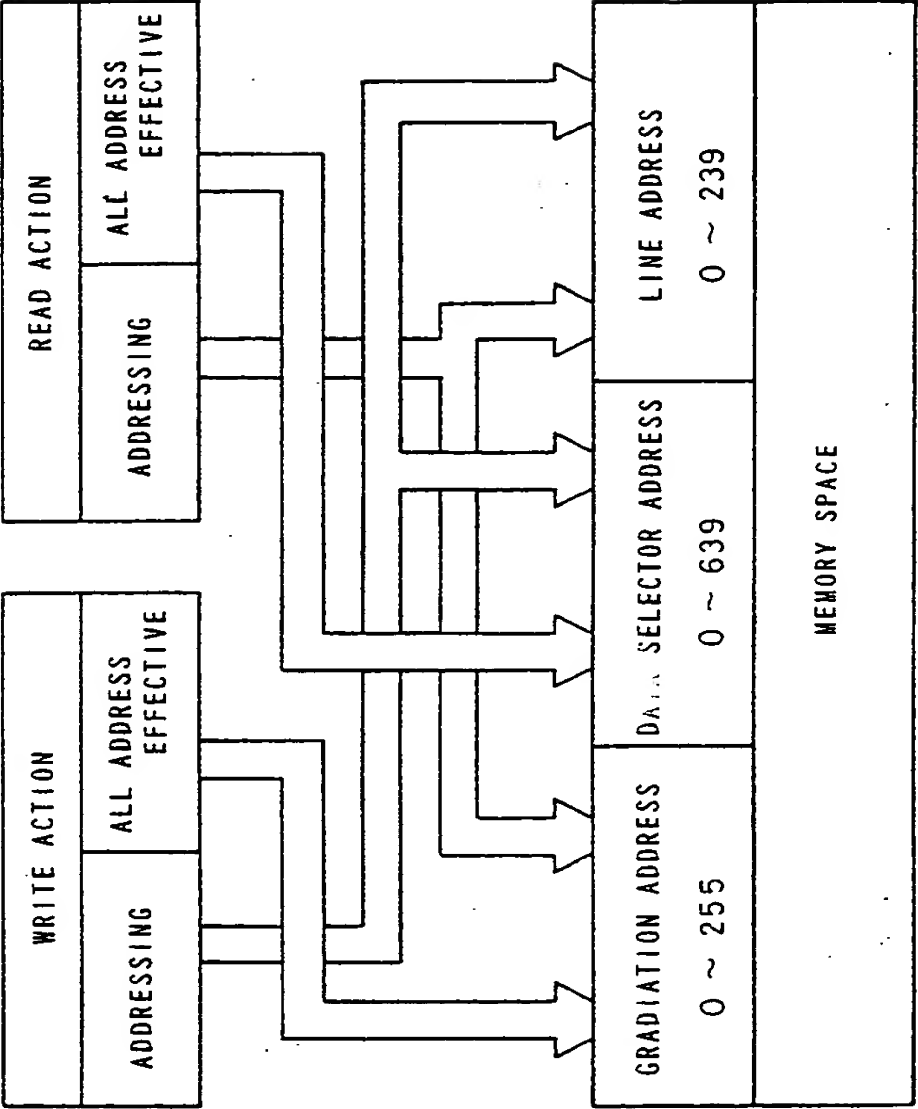 WRITE ACTION
READ ACTION
ADDRESSING
ALL ADDRESS
EFFECTIVE
ADDRESSING
ALL ADDRESS
EFFECTIVE
GRADIATION ADDRESS
0 ~ 255
SELECTOR ADDRESS
0 ~ 639
LINE ADDRESS
0 ~ 239
MEMORY SPACE